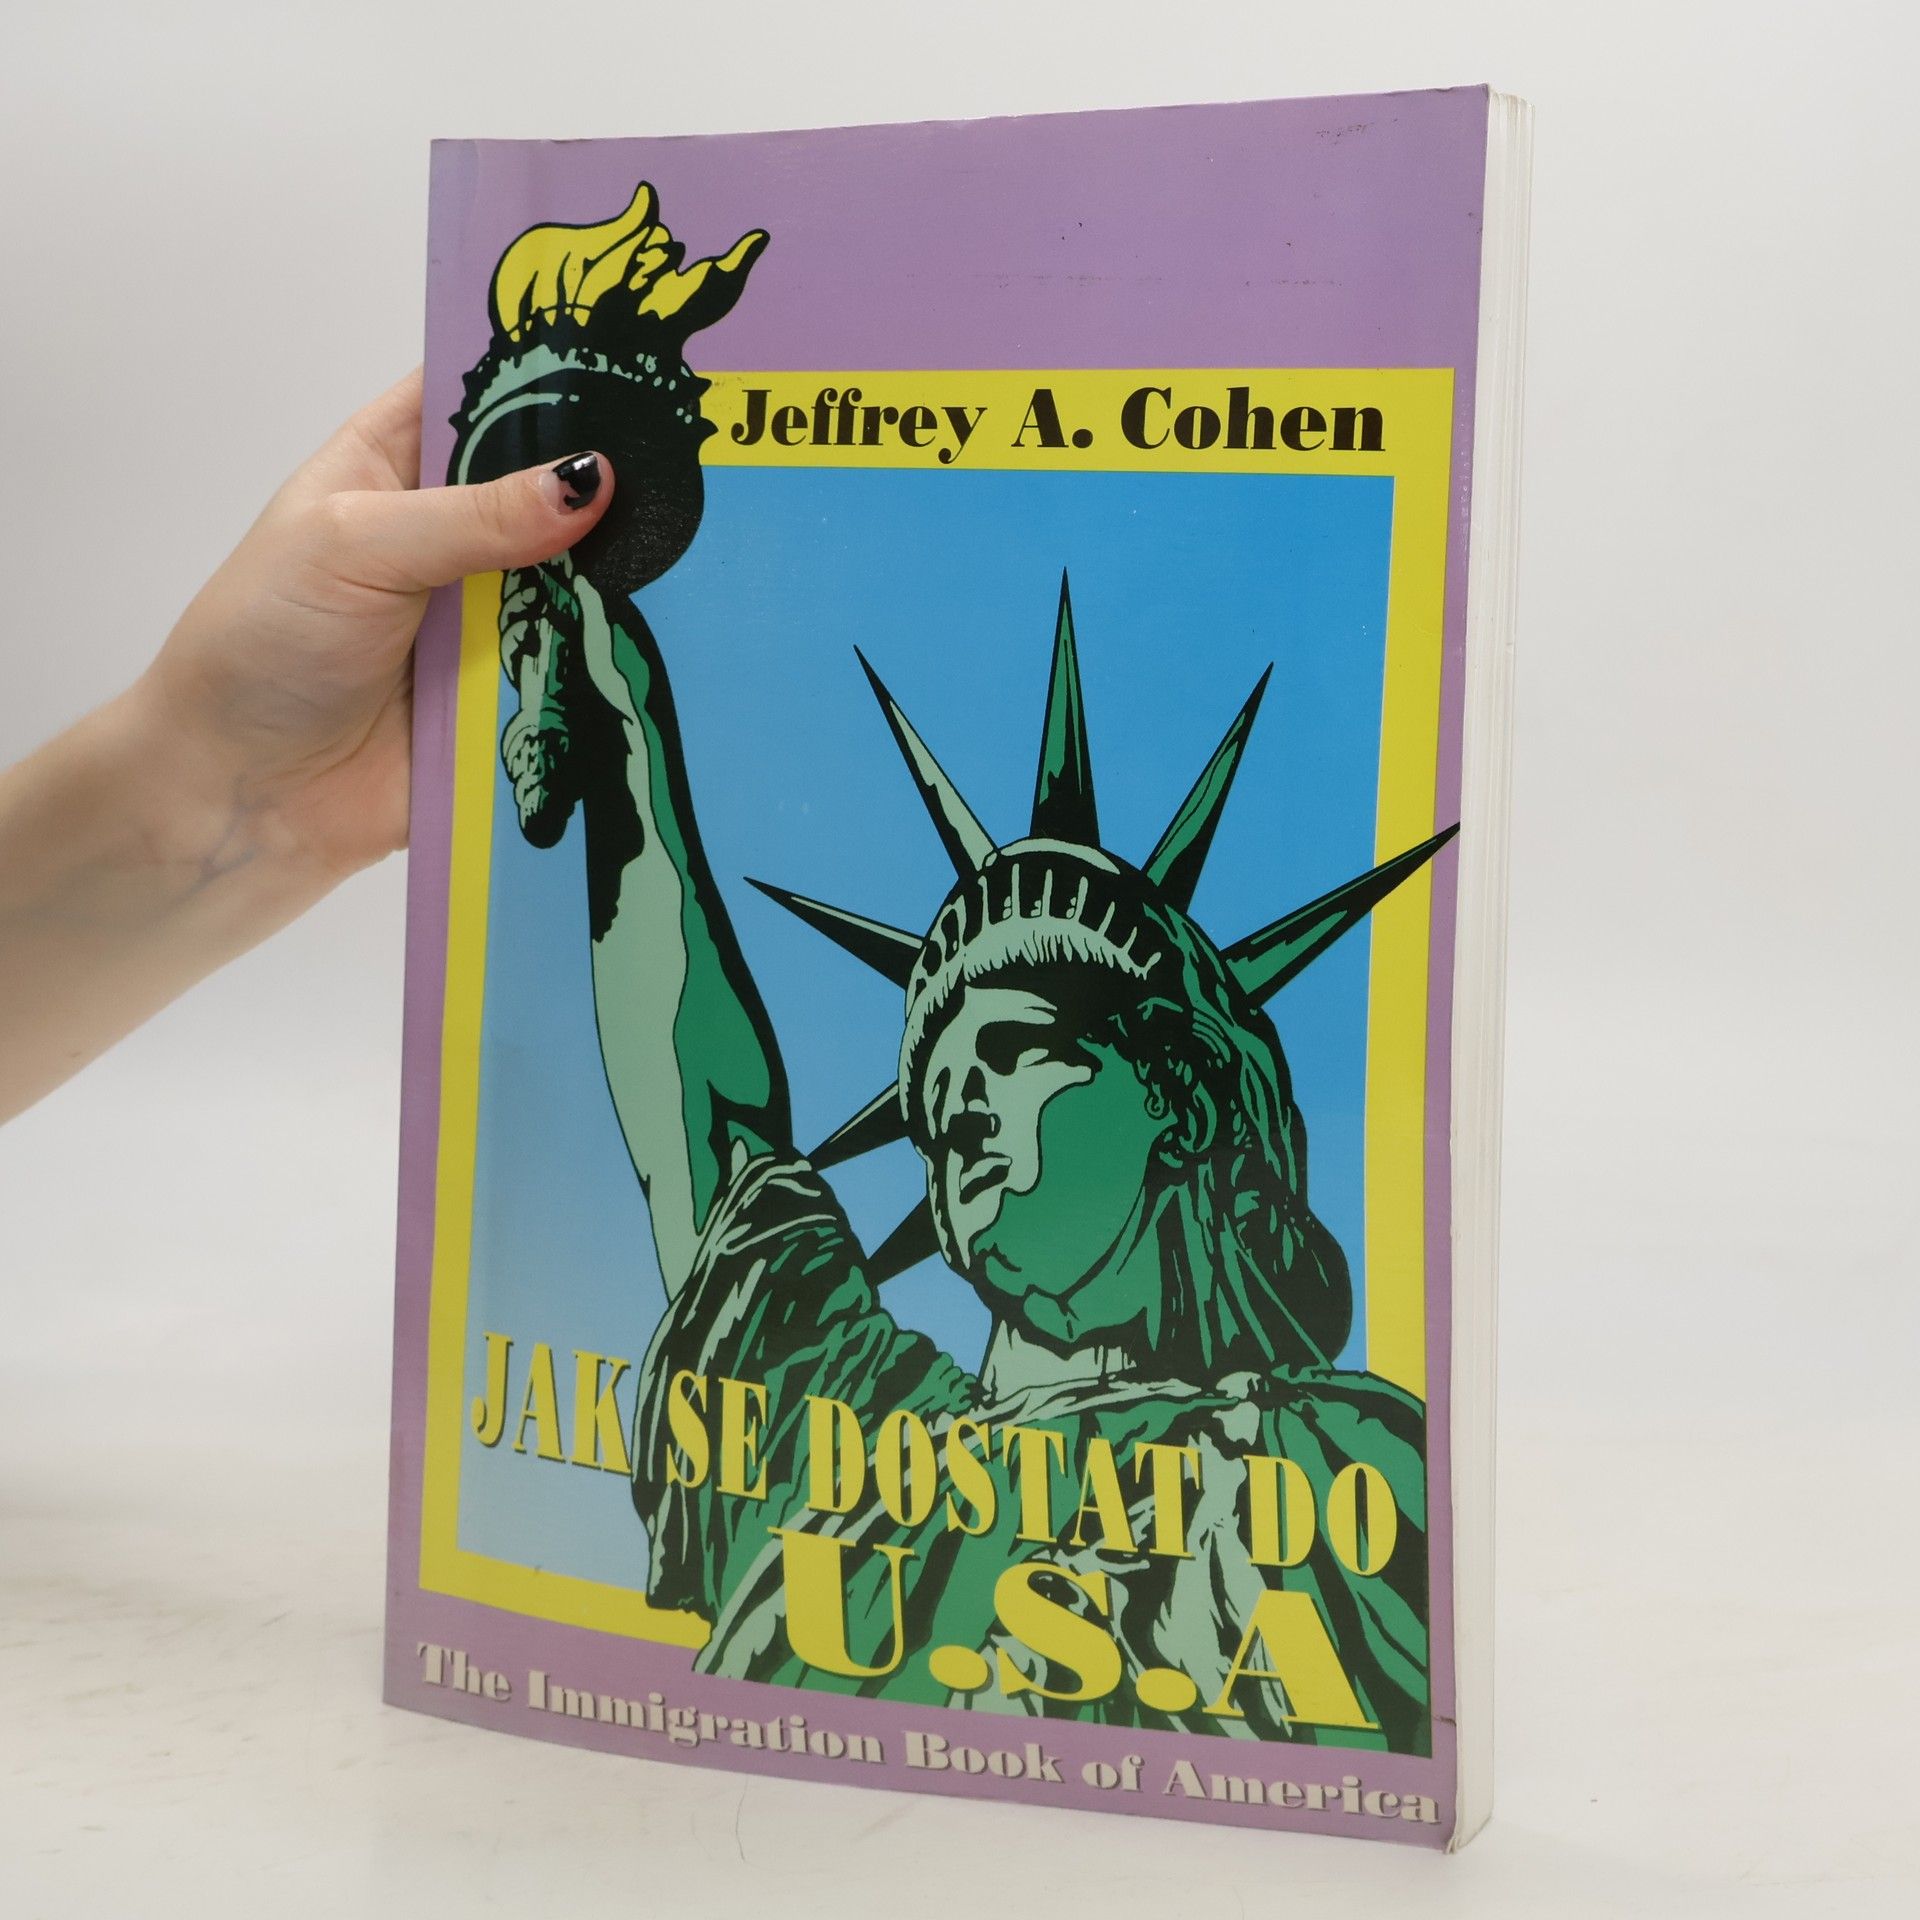 Jeffrey A. Cohen
JAK SE DOSTAT DO
U.S.A
The Immigration Book of America